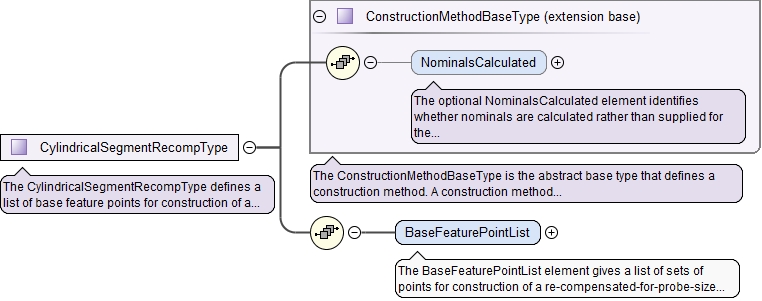 ConstructionMethodBaseType (extension base)
NominalsCalculated
The optional NominalsCalculated element identifies
whether nominals are calculated rather than supplied for
the...
CylindricalSegmentRecompType
The CylindricalSegmentRecompType defines a
list of base feature points for construction of a...
The ConstructionMethodBaseType is the abstract base type that defines a
construction method. A construction method...
BaseFeaturePointList
The BaseFeaturePointList element gives a list of sets of
points for construction of a re-compensated-for-probe-size...